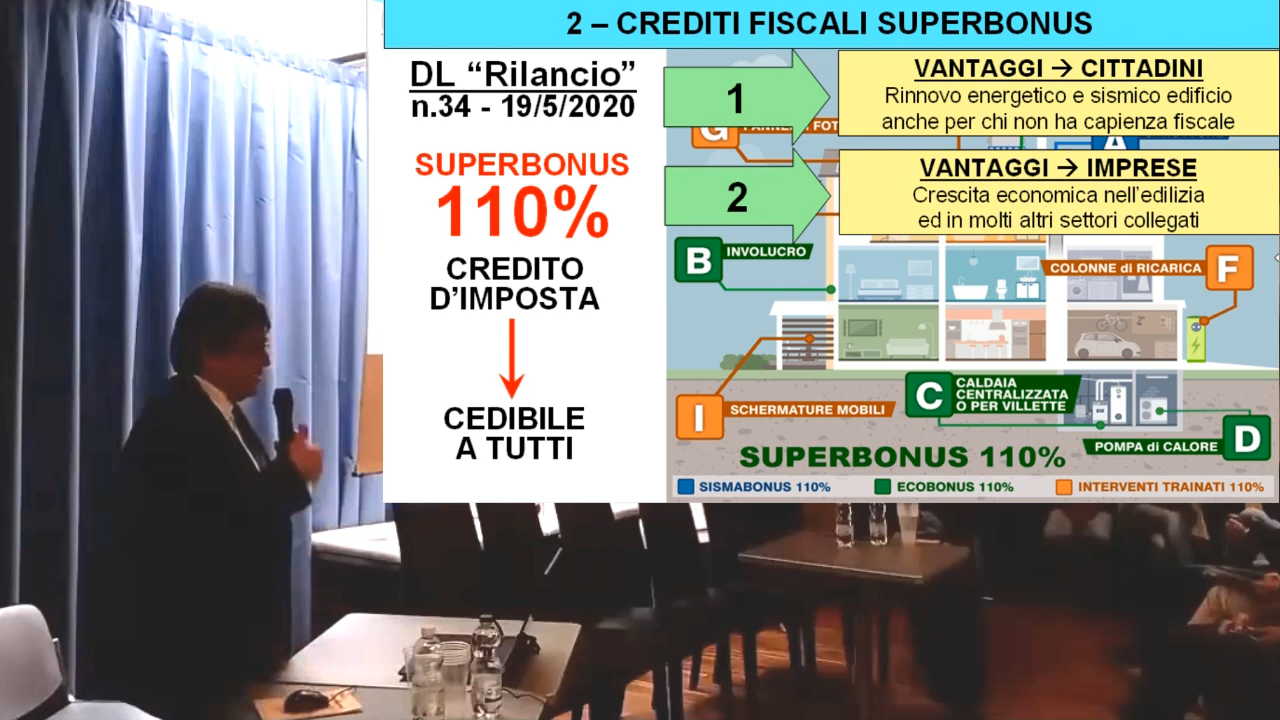 2 – CREDITI FISCALI SUPERBONUS
DL “Rilancio”
n.34 - 19/5/2020
SUPERBONUS
110%
CREDITO
D’IMPOSTA
CEDIBILE
A TUTTI
1
VANTAGGI → CITTADINI
Rinnovo energetico e sismico edificio
anche per chi non ha capienza fiscale
G
A
2
VANTAGGI → IMPRESE
Crescita economica nell’edilizia
ed in molti altri settori collegati
B INVOLUCRO
COLONNE di RICARICA F
I SCHERMATURE MOBILI
C CALDAIA
CENTRALIZZATA
O PER VILLETTE
POMPA di CALORE D
SUPERBONUS 110%
SISMABONUS 110% ECOBONUS 110% INTERVENTI TRAINATI 110%